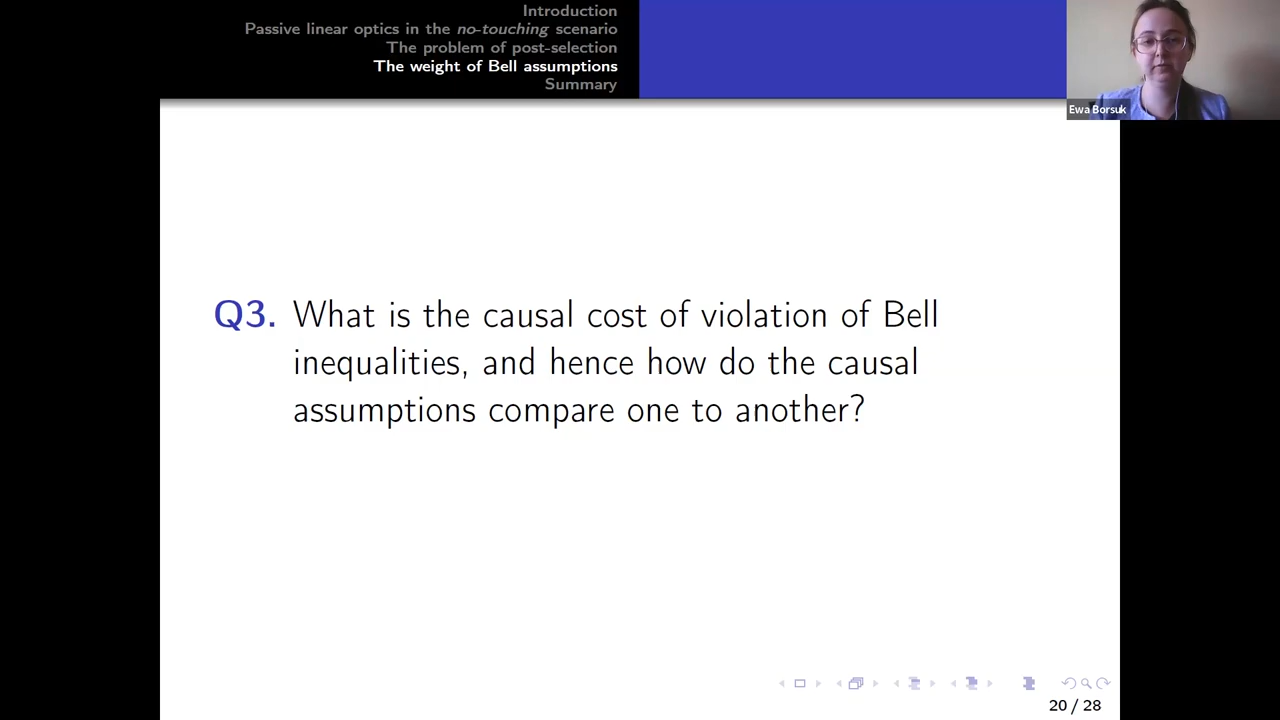 Introduction
Passive linear optics in the no-touching scenario
The problem of post-selection
The weight of Bell assumptions
Summary
Ewa Borsuk
Q3. What is the causal cost of violation of Bell
inequalities, and hence how do the causal
assumptions compare one to another?
20 / 28